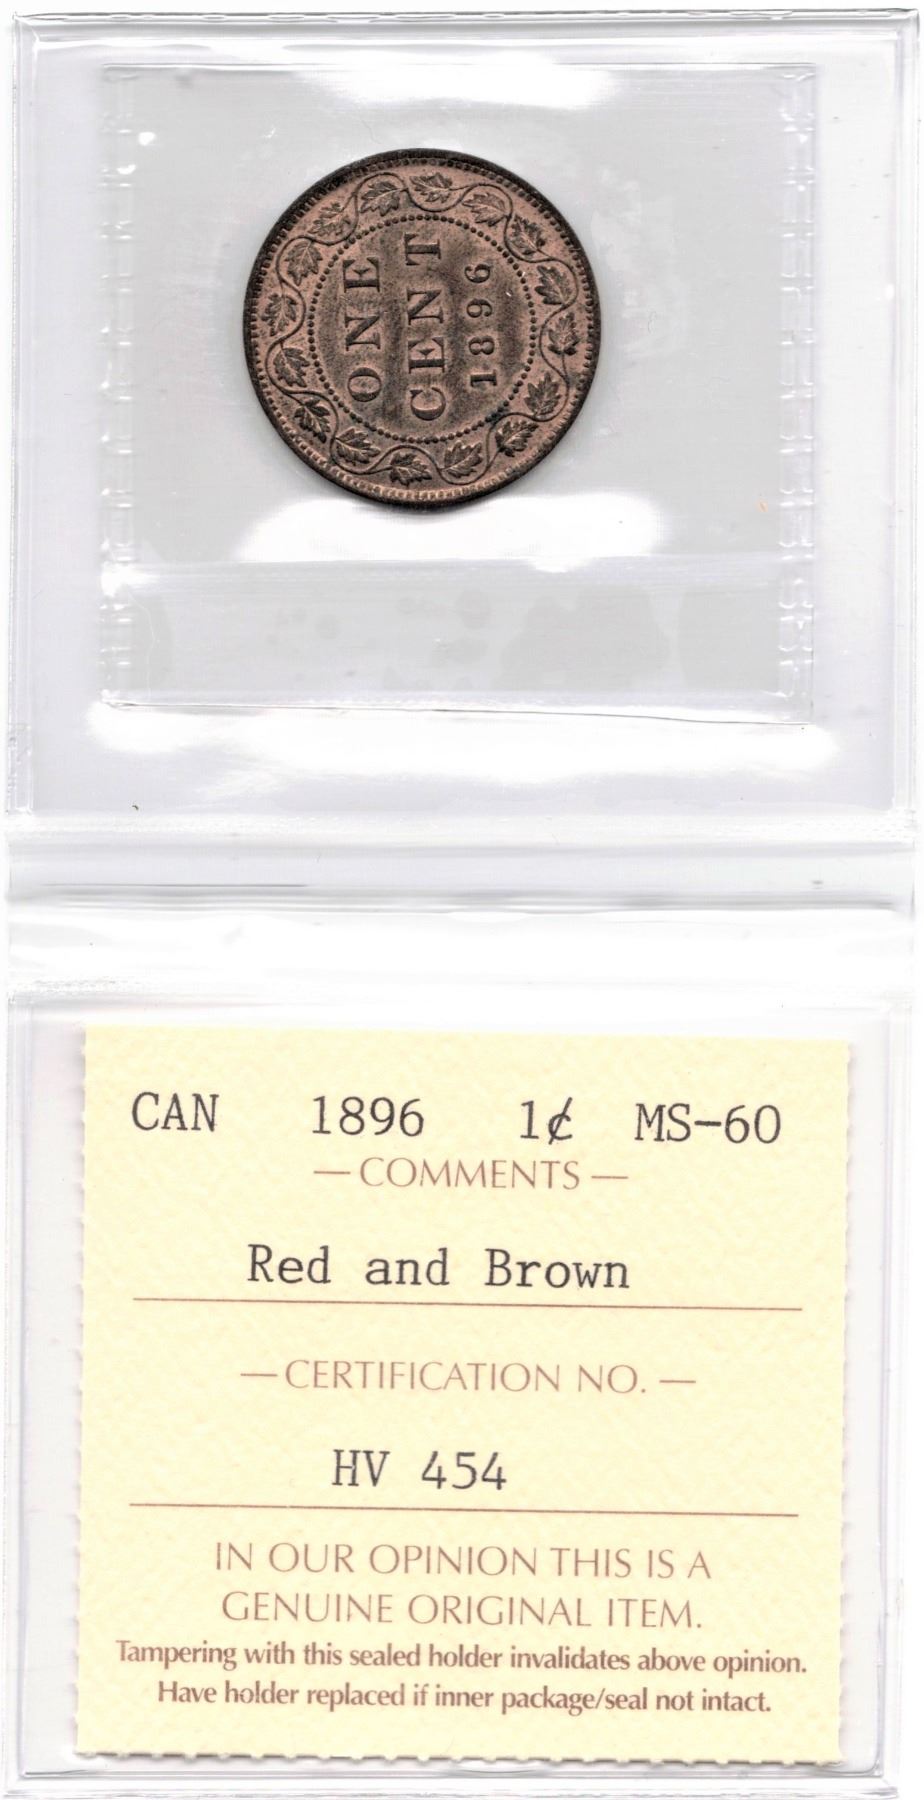 ONE
CENT
1896
CAN 1896 1¢ MS-60
— COMMENTS —
Red and Brown
— CERTIFICATION NO. —
HV 454
IN OUR OPINION THIS IS A
GENUINE ORIGINAL ITEM.
Tampering with this sealed holder invalidates above opinion.
Have holder replaced if inner package/seal not intact.